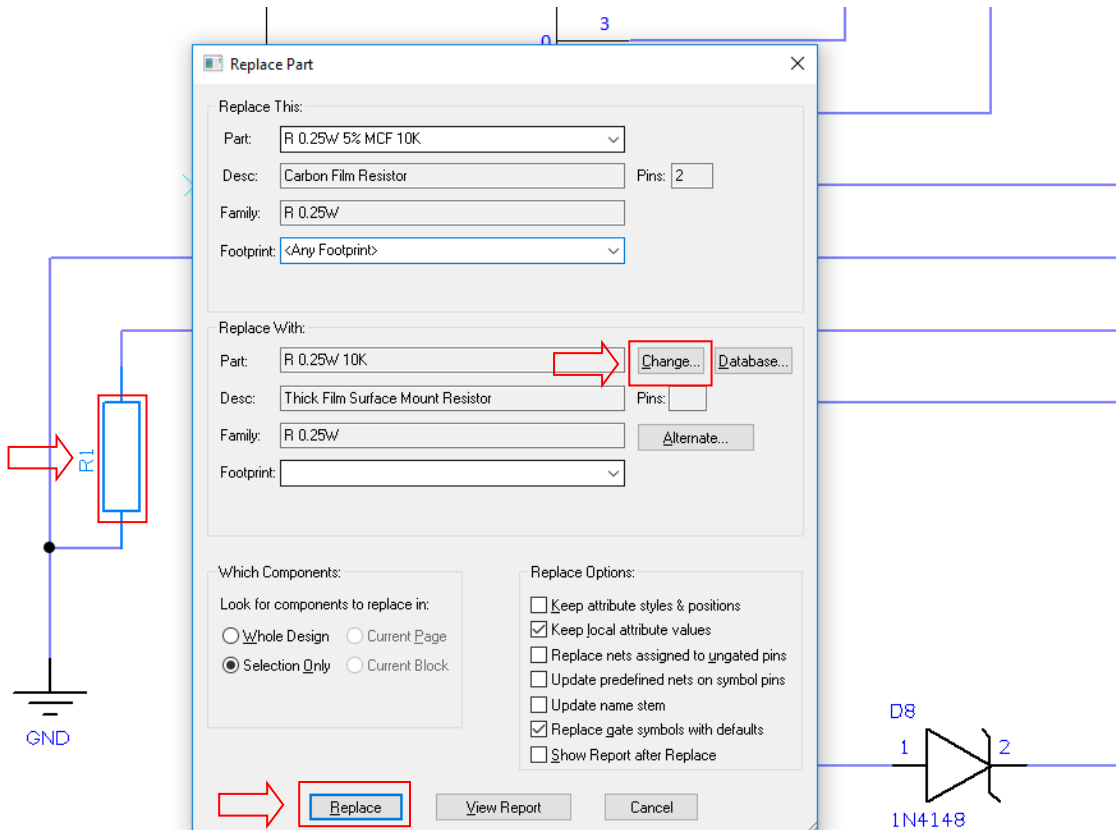 3
0
Replace Part
Replace This:
Part: R 0.25W 5% MCF 10K
Desc: Carbon Film Resistor Pins: 2
Family: R 0.25W
Footprint: <Any Footprint>
Replace With:
Part: R 0.25W 10K Change... Database...
Desc: Thick Film Surface Mount Resistor Pins:
Family: R 0.25W Alternate...
Footprint:
R1
Which Components:
Look for components to replace in:
Whole Design Current Page
Selection Only Current Block
Replace Options:
Keep attribute styles & positions
Keep local attribute values
Replace nets assigned to ungated pins
Update predefined nets on symbol pins
Update name stem
Replace gate symbols with defaults
Show Report after Replace
GND
D8
1 2
1N4148
Replace View Report Cancel